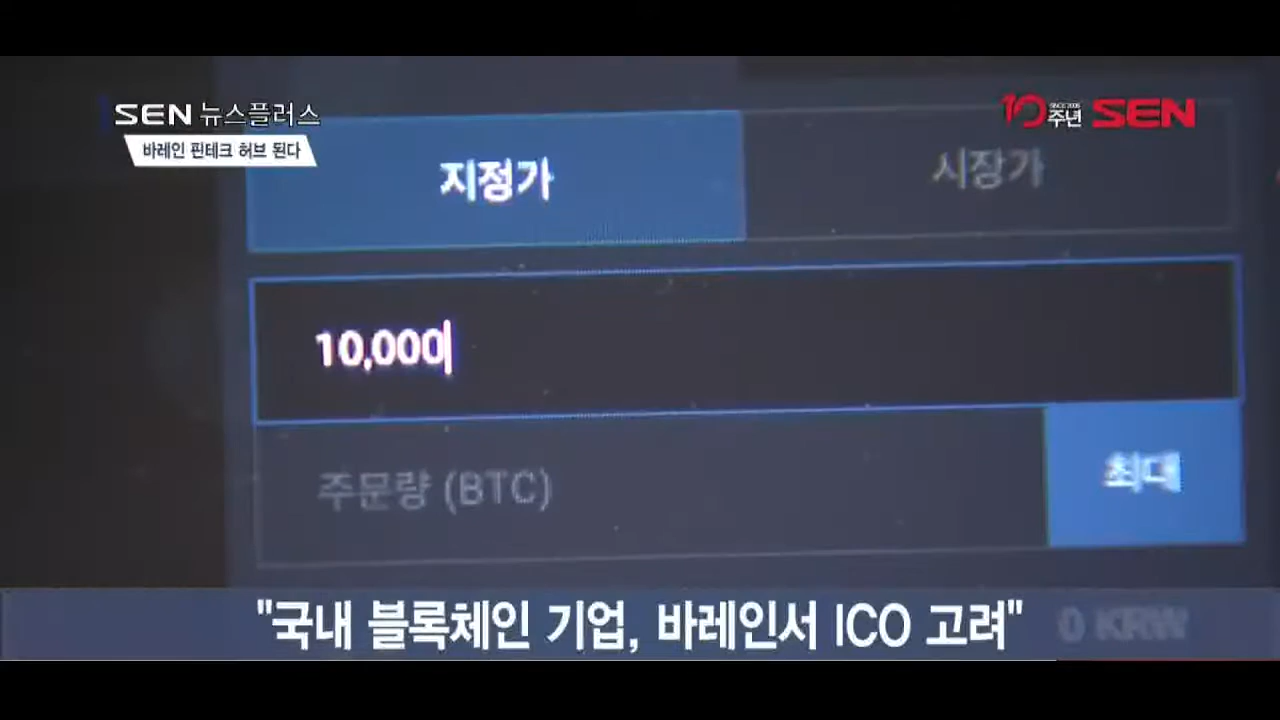 SEN 뉴스플러스
바레인 핀테크 허브 된다
10주년 SINCE 2008 SEN
지정가
시장가
10,000
주문량 (BTC)
최대
"국내 블록체인 기업, 바레인서 ICO 고려"
0 KRW